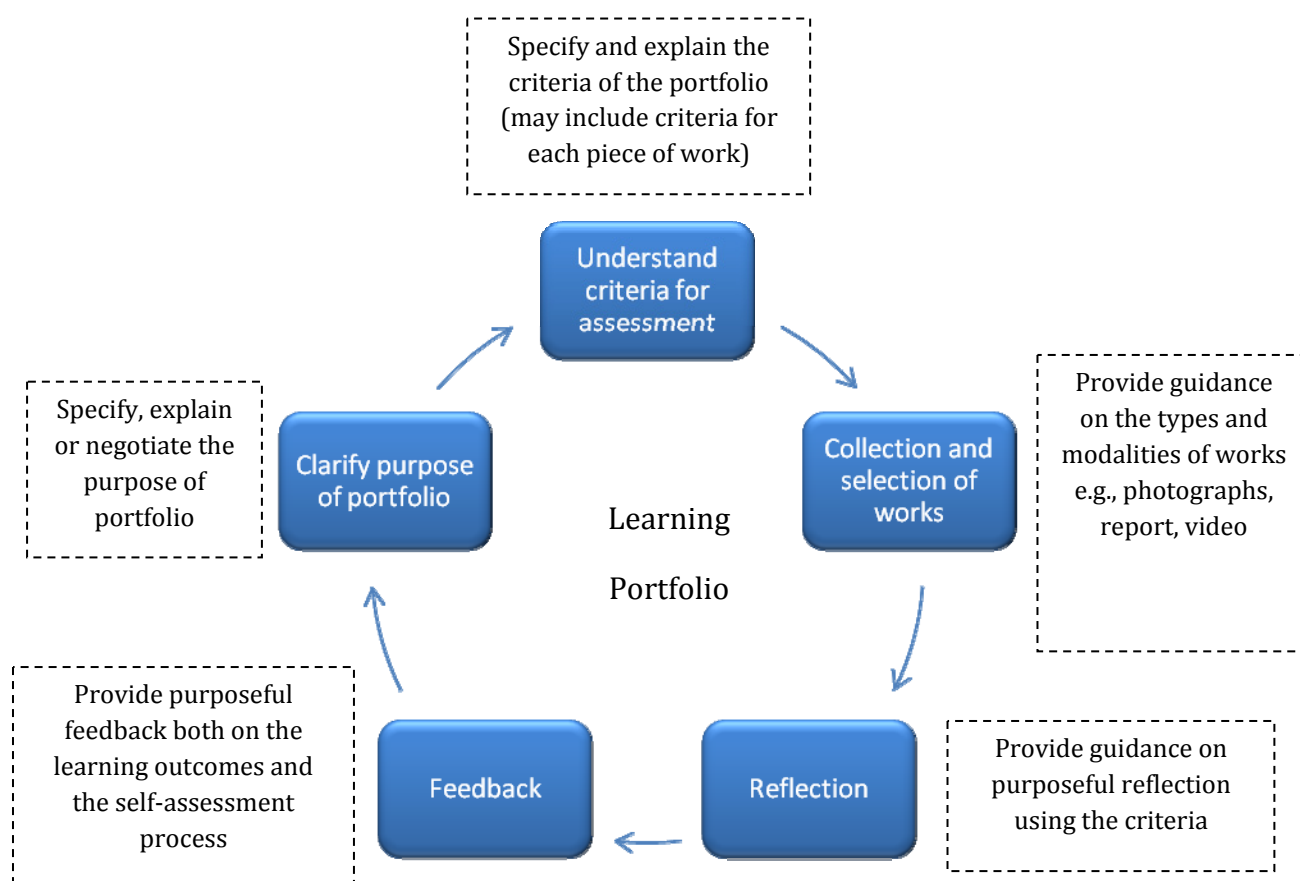 Specify and explain the
criteria of the portfolio
(may include criteria for
each piece of work)
Understand
criteria for
assessment
Provide guidance
on the types and
modalities of works
e.g., photographs,
report, video
Collection and
selection of
works
Specify, explain
or negotiate the
purpose of
portfolio
Clarify purpose
of portfolio
Learning
Portfolio
Provide purposeful
feedback both on the
learning outcomes and
the self-assessment
process
Feedback
Reflection
Provide guidance on
purposeful reflection
using the criteria